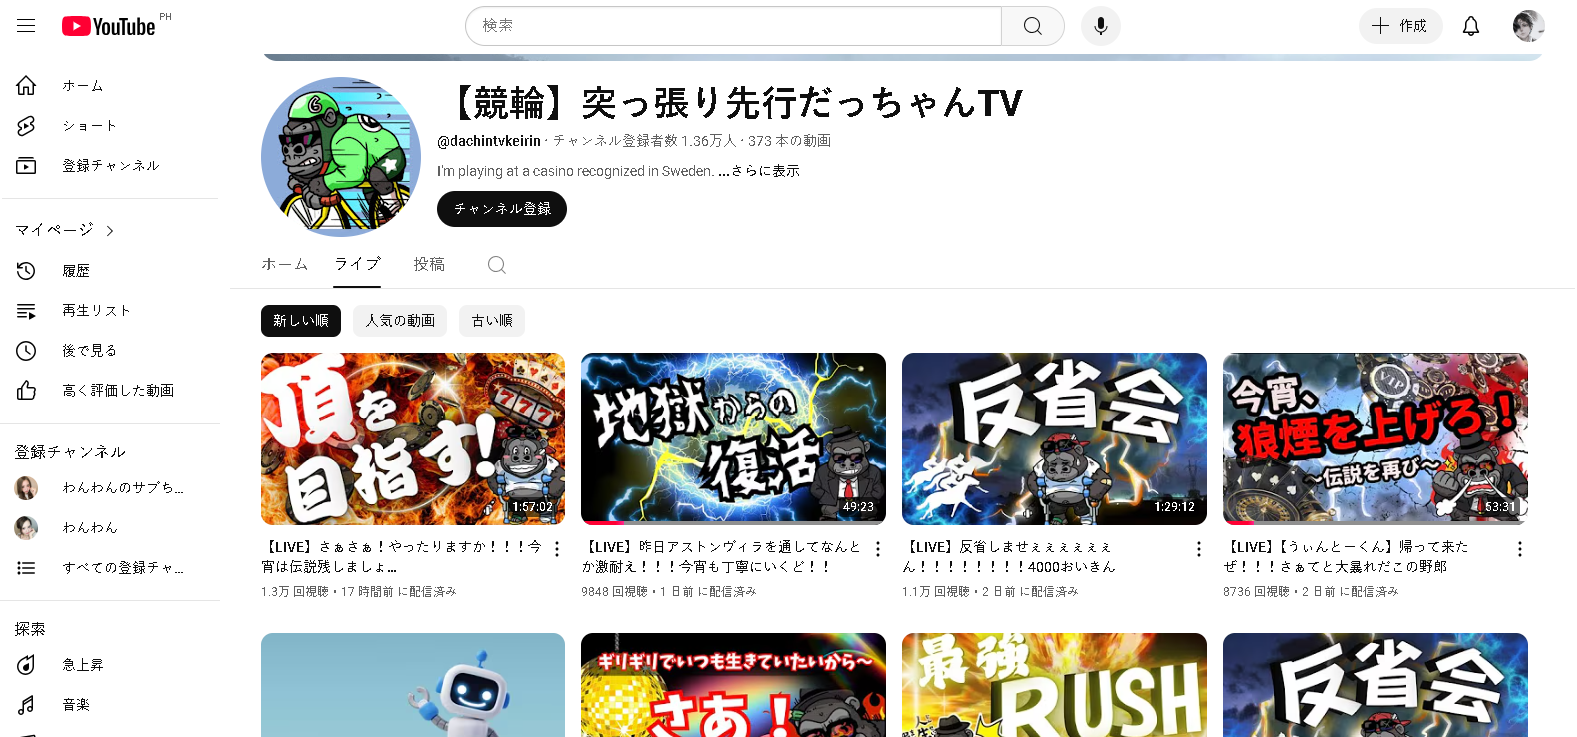 YouTube PH
検索
作成
ホーム
ショート
登録チャンネル
マイページ
履歴
再生リスト
後で見る
高く評価した動画
登録チャンネル
わんわんのサブち...
わんわん
すべての登録チャ...
探索
急上昇
音楽
【競輪】突っ張り先行だっちゃんTV
@dachintvkeirin · チャンネル登録者数 1.36万人 · 373 本の動画
I'm playing at a casino recognized in Sweden. ...さらに表示
チャンネル登録
ホーム
ライブ
投稿
新しい順
人気の動画
古い順
頂を
目指す!
777
1:57:02
【LIVE】さぁさぁ！やったりますか！！！今
宵は伝説残しましょ...
1.3万 回視聴・17 時間前 に配信済み
地獄からの
復活
49:23
【LIVE】昨日アストンヴィラを通してなんと
か激耐え！！！今宵も丁寧にいくど！！
9848 回視聴・1 日前 に配信済み
反省会
1:29:12
【LIVE】反省しませぇぇぇぇぇぇ
ん！！！！！！！！4000おいきん
1.1万 回視聴・2 日前 に配信済み
今宵、
狼煙を上げろ！
〜伝説を再び〜
VIP
53:31
【LIVE】【うぃんとーくん】帰って来た
ぜ！！！さぁてと大暴れだこの野郎
8736 回視聴・2 日前 に配信済み
ギリギリでいつも生きていたいから〜
さあ!
最強
RUSH
反省会